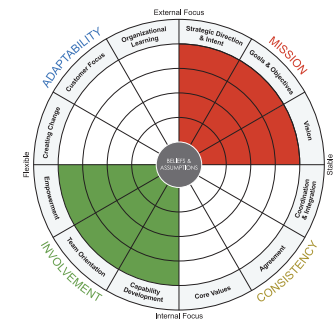 External Focus
ADAPTABILITY
MISSION
Organizational
Learning
Strategic Direction
& Intent
Customer Focus
Goals & Objectives
Creating Change
Vision
Flexible
Stable
BELIEFS &
ASSUMPTIONS
Empowerment
Coordination
& Integration
Team Orientation
Agreement
Capability
Development
Core Values
INVOLVEMENT
CONSISTENCY
Internal Focus